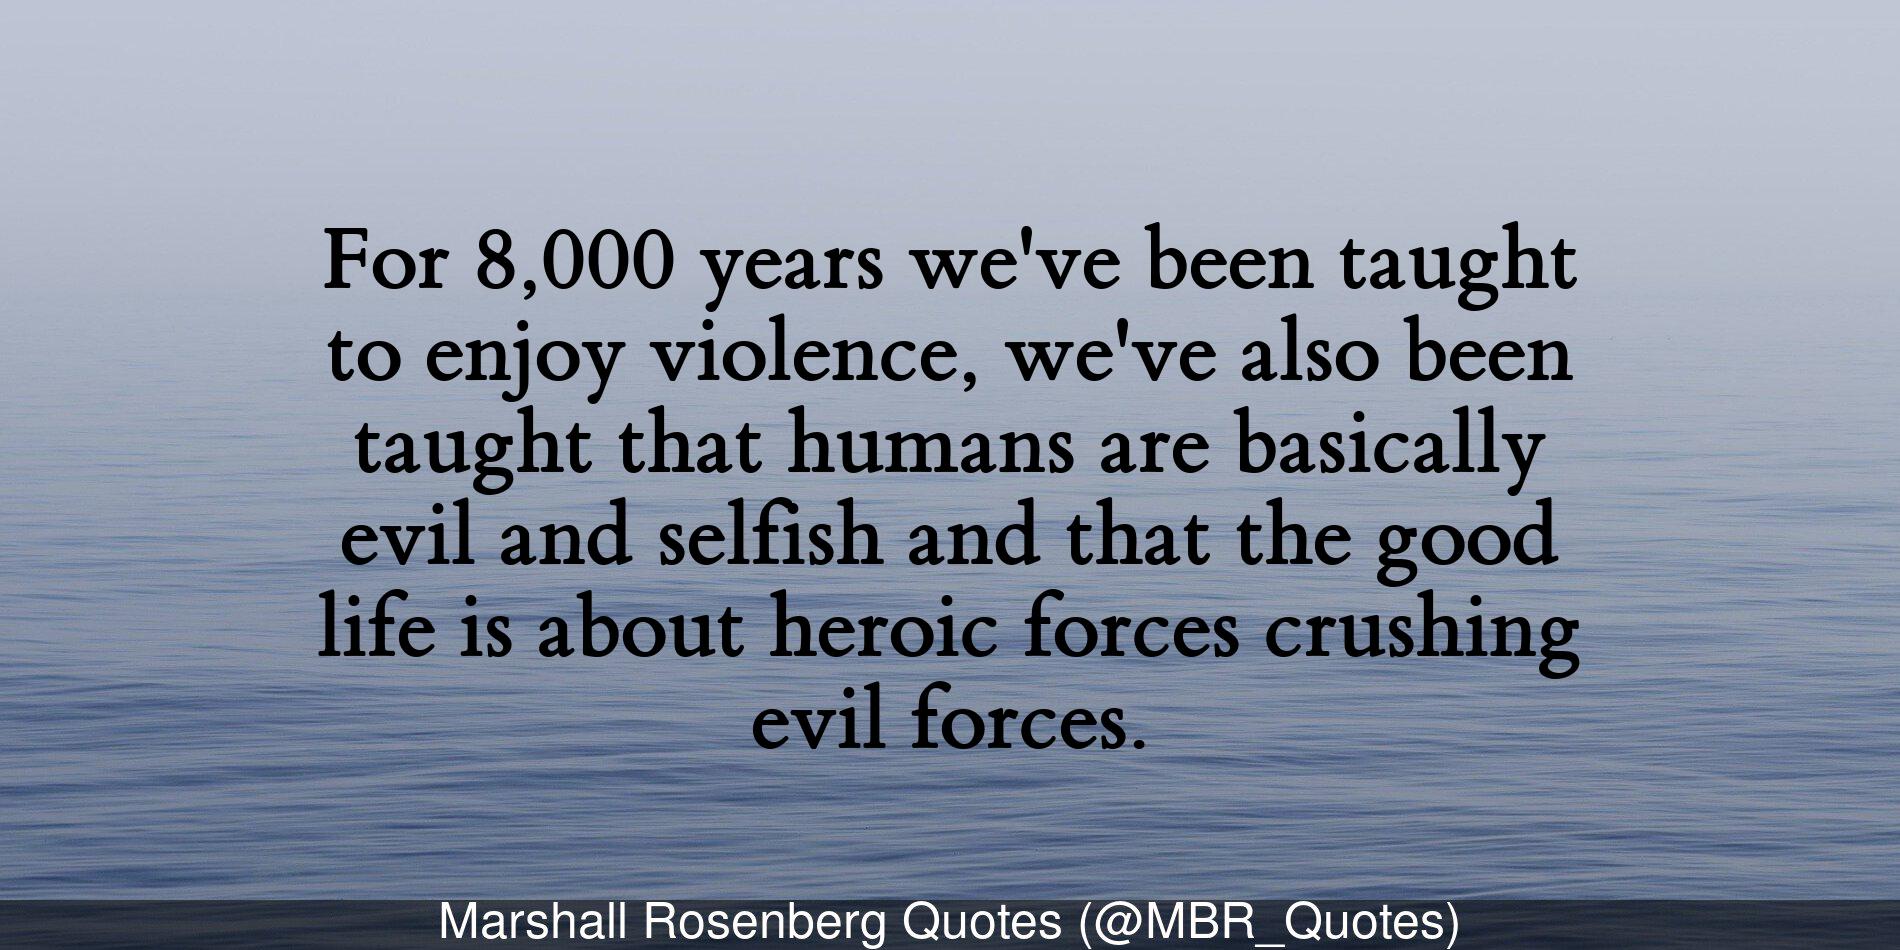 For 8,000 years we've been taught
to enjoy violence, we've also been
taught that humans are basically
evil and selfish and that the good
life is about heroic forces crushing
evil forces.
Marshall Rosenberg Quotes (@MBR_Quotes)